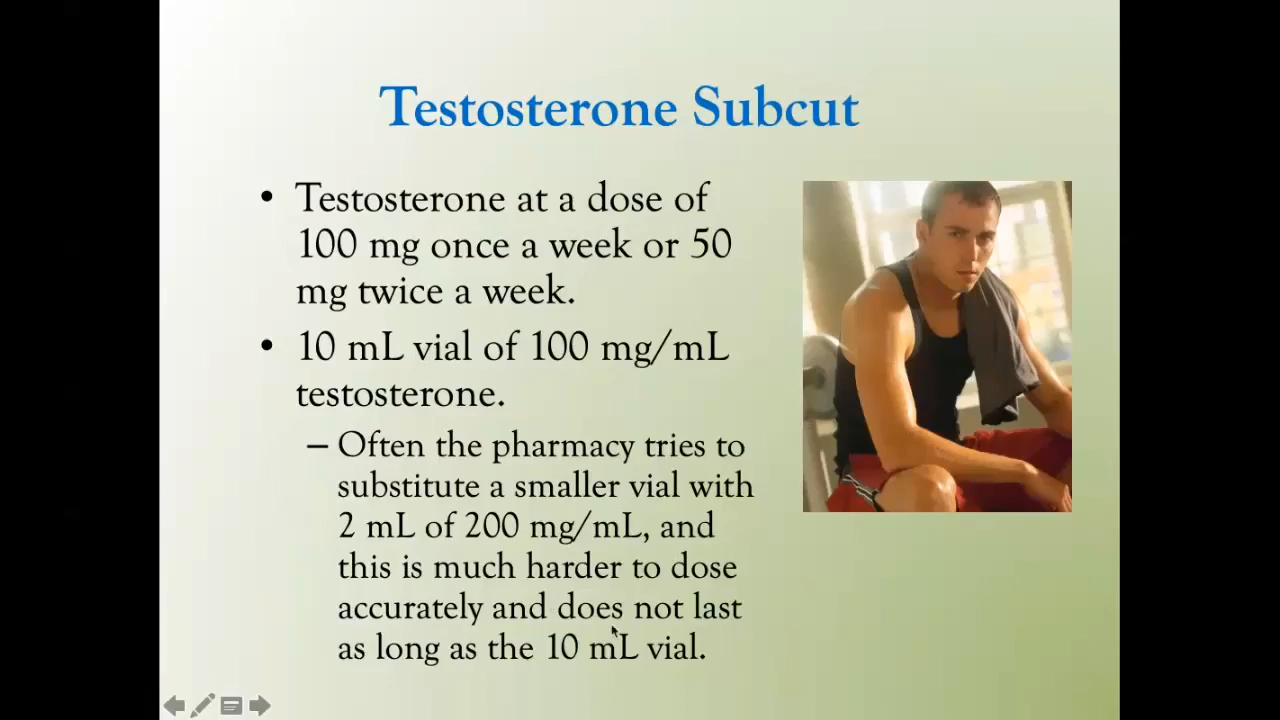 Testosterone Subcut
• Testosterone at a dose of
100 mg once a week or 50
mg twice a week.
• 10 mL vial of 100 mg/mL
testosterone.
– Often the pharmacy tries to
substitute a smaller vial with
2 mL of 200 mg/mL, and
this is much harder to dose
accurately and does not last
as long as the 10 mL vial.